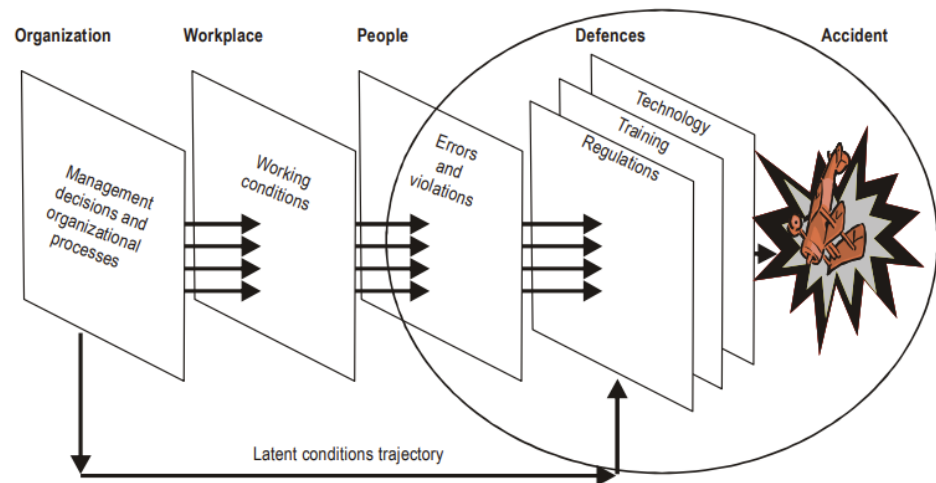 Organization
Workplace
People
Defences
Accident
Management
decisions and
organizational
processes
Working
conditions
Errors
and
violations
Technology
Training
Regulations
Latent conditions trajectory